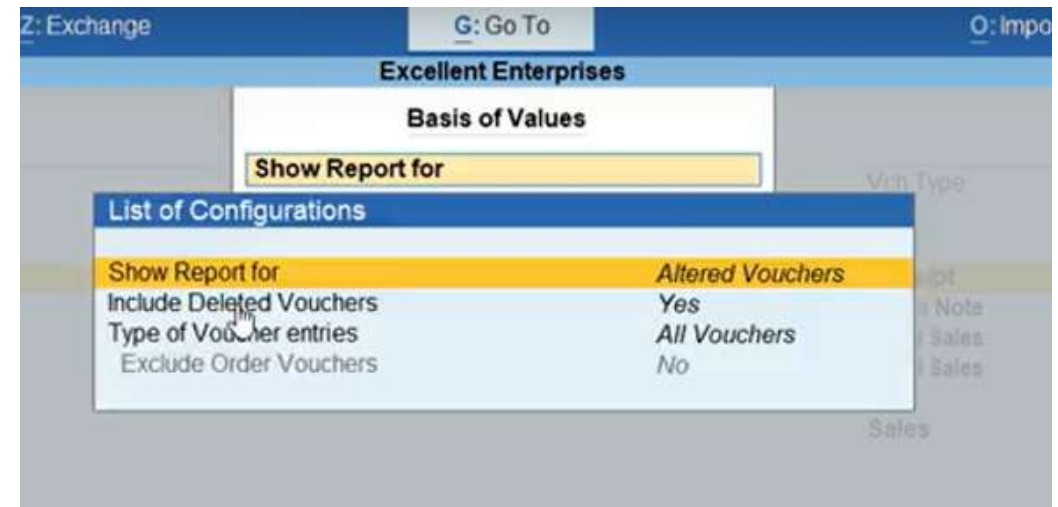 Z: Exchange G: Go To O: Impo
Excellent Enterprises
Basis of Values
Show Report for
Vch Type
List of Configurations
Show Report for Altered Vouchers
Include Deleted Vouchers Yes
Note
Type of Voucher entries All Vouchers
Sales
Exclude Order Vouchers No
Sales
Sales